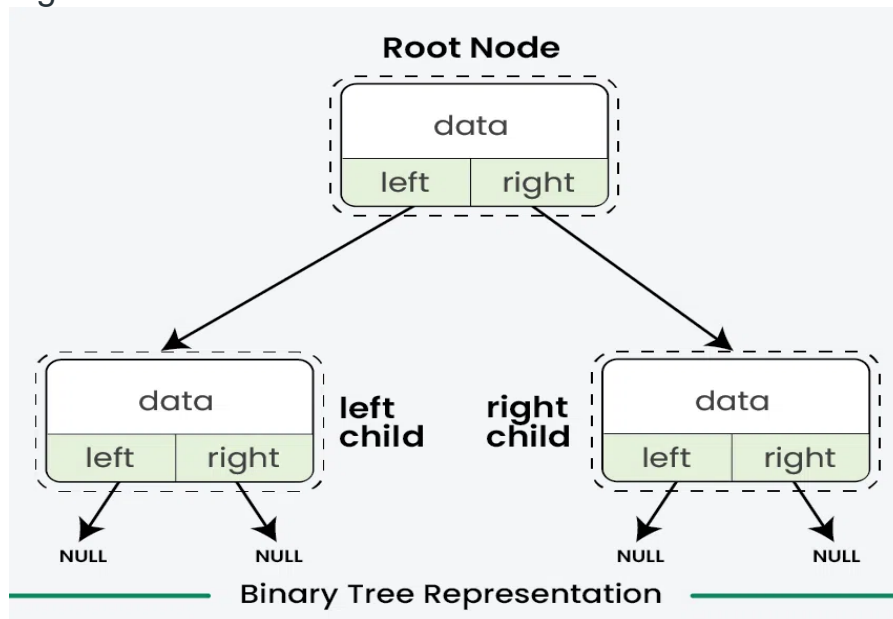 Root Node
data
left right
data
left right
left
child
right
child
data
left right
NULL NULL
NULL NULL
Binary Tree Representation